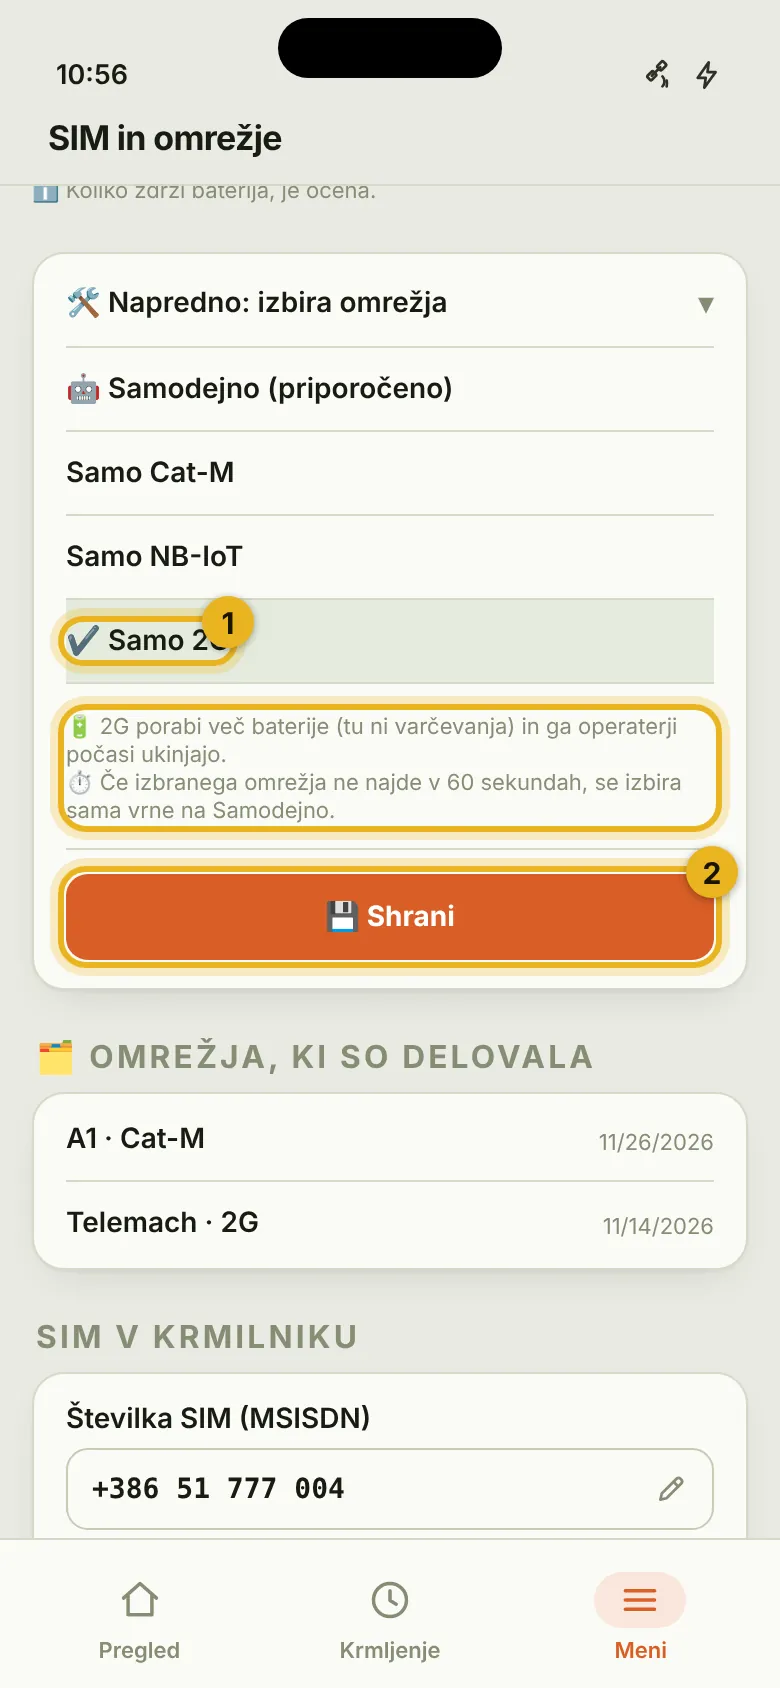 10:56
SIM in omrežje
ℹ️ Koliko zdrži baterija, je ocena.
🛠️ Napredno: izbira omrežja ▼
🤖 Samodejno (priporočeno)
Samo Cat-M
Samo NB-IoT
✔️ Samo 2G
1
🔋 2G porabi več baterije (tu ni varčevanja) in ga operaterji
počasi ukinjajo.
⏱️ Če izbranega omrežja ne najde v 60 sekundah, se izbira
sama vrne na Samodejno.
2
💾 Shrani
🗂️ OMREŽJA, KI SO DELOVALA
A1 · Cat-M 11/26/2026
Telemach · 2G 11/14/2026
SIM V KRMILNIKU
Številka SIM (MSISDN)
+386 51 777 004
Pregled Krmljenje Meni